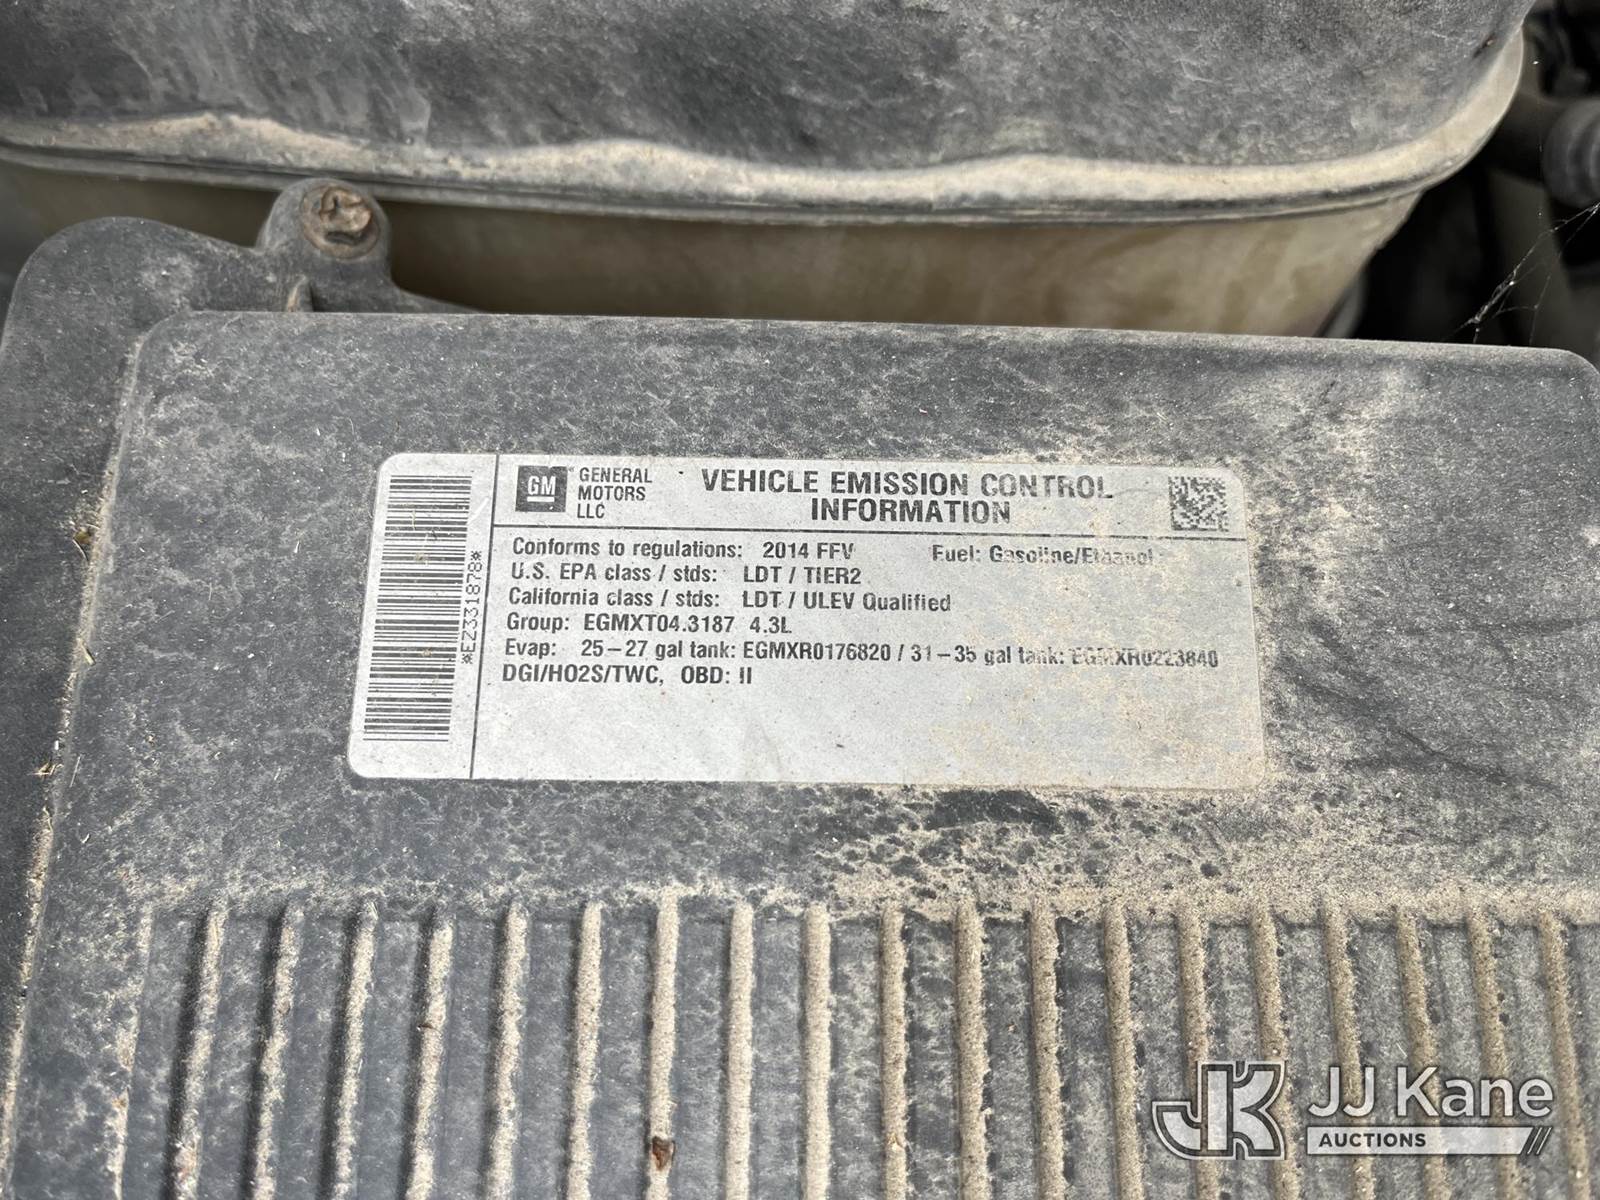 GM GENERAL MOTORS LLC
VEHICLE EMISSION CONTROL
INFORMATION
Conforms to regulations: 2014 FFV Fuel: Gasoline/Ethanol
U.S. EPA class / stds: LDT / TIER2
California class / stds: LDT / ULEV Qualified
Group: EGMXT04.3187 4.3L
Evap: 25-27 gal tank: EGMXR0176820 / 31-35 gal tank: EGMXR0223840
DGI/HO2S/TWC, OBD: II
*EZ331878*
JK JJ Kane
AUCTIONS